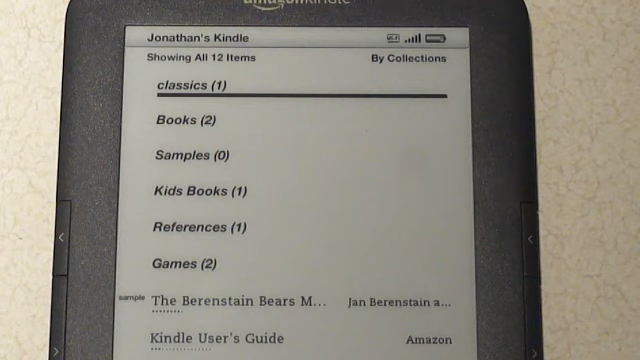 amazonkindle
Jonathan's Kindle
Showing All 12 Items By Collections
classics (1)
Books (2)
Samples (0)
Kids Books (1)
References (1)
Games (2)
sample The Berenstain Bears M... Jan Berenstain a...
Kindle User's Guide Amazon